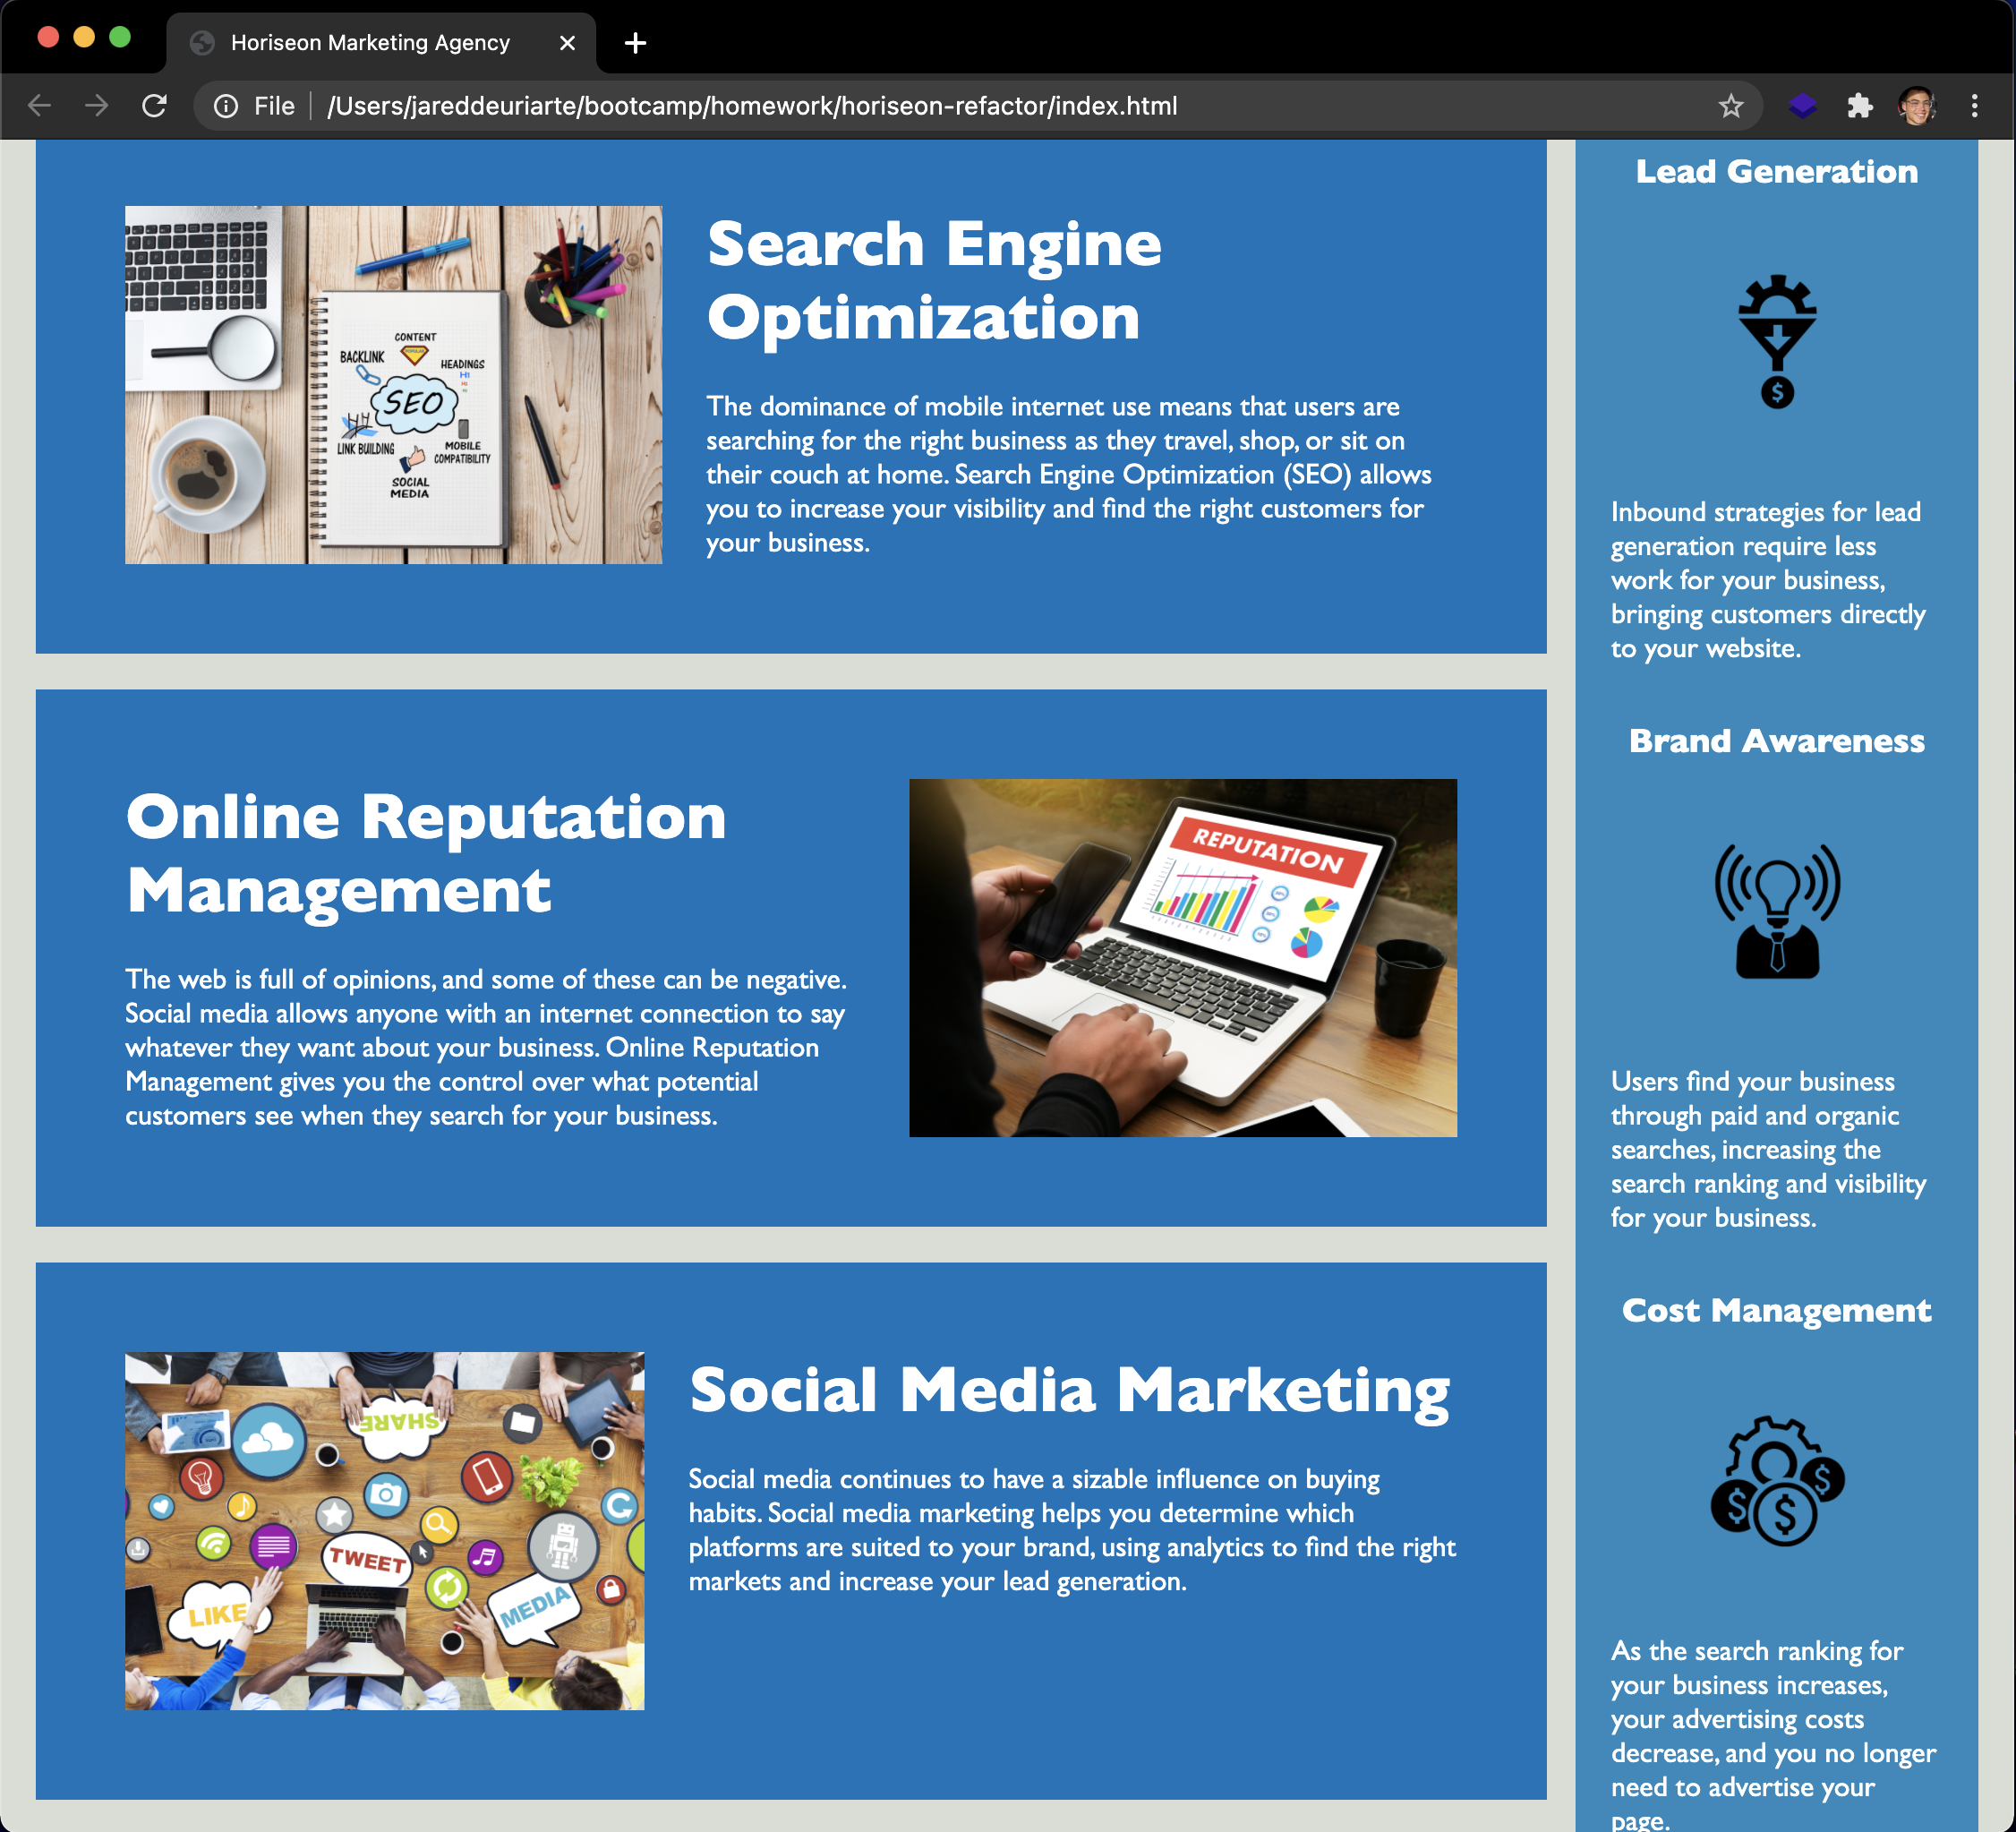 Horiseon Marketing Agency
File
/Users/jareddeuriarte/bootcamp/homework/horiseon-refactor/index.html
CONTENT
BACKLINK
HEADINGS
H1
SEO
LINK BUILDING
MOBILE
COMPATIBILITY
SOCIAL
MEDIA
Search Engine
Optimization
The dominance of mobile internet use means that users are
searching for the right business as they travel, shop, or sit on
their couch at home. Search Engine Optimization (SEO) allows
you to increase your visibility and find the right customers for
your business.
Online Reputation
Management
The web is full of opinions, and some of these can be negative.
Social media allows anyone with an internet connection to say
whatever they want about your business. Online Reputation
Management gives you the control over what potential
customers see when they search for your business.
REPUTATION
SHARE
TWEET
LIKE
MEDIA
Social Media Marketing
Social media continues to have a sizable influence on buying
habits. Social media marketing helps you determine which
platforms are suited to your brand, using analytics to find the right
markets and increase your lead generation.
Lead Generation
$
Inbound strategies for lead
generation require less
work for your business,
bringing customers directly
to your website.
Brand Awareness
Users find your business
through paid and organic
searches, increasing the
search ranking and visibility
for your business.
Cost Management
$ $ $
As the search ranking for
your business increases,
your advertising costs
decrease, and you no longer
need to advertise your
page.